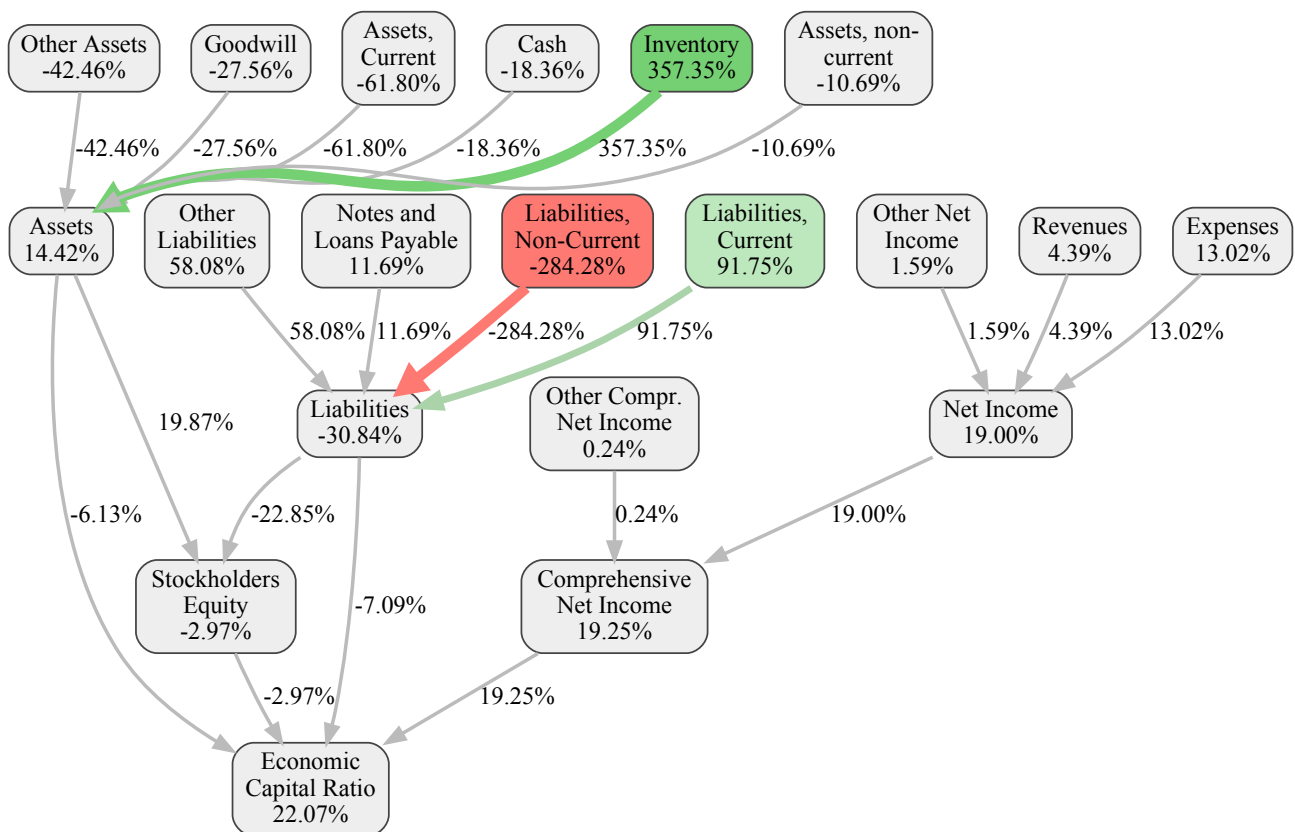 Other Assets
-42.46%
Goodwill
-27.56%
Assets,
Current
-61.80%
Cash
-18.36%
Inventory
357.35%
Assets, non-
current
-10.69%
-42.46%
-27.56%
-61.80%
-18.36%
357.35%
-10.69%
Assets
14.42%
Other
Liabilities
58.08%
Notes and
Loans Payable
11.69%
Liabilities,
Non-Current
-284.28%
Liabilities,
Current
91.75%
Other Net
Income
1.59%
Revenues
4.39%
Expenses
13.02%
58.08%
11.69%
-284.28%
91.75%
1.59%
4.39%
13.02%
19.87%
Liabilities
-30.84%
Other Compr.
Net Income
0.24%
Net Income
19.00%
-6.13%
-22.85%
0.24%
19.00%
Stockholders
Equity
-2.97%
-7.09%
Comprehensive
Net Income
19.25%
-2.97%
19.25%
Economic
Capital Ratio
22.07%